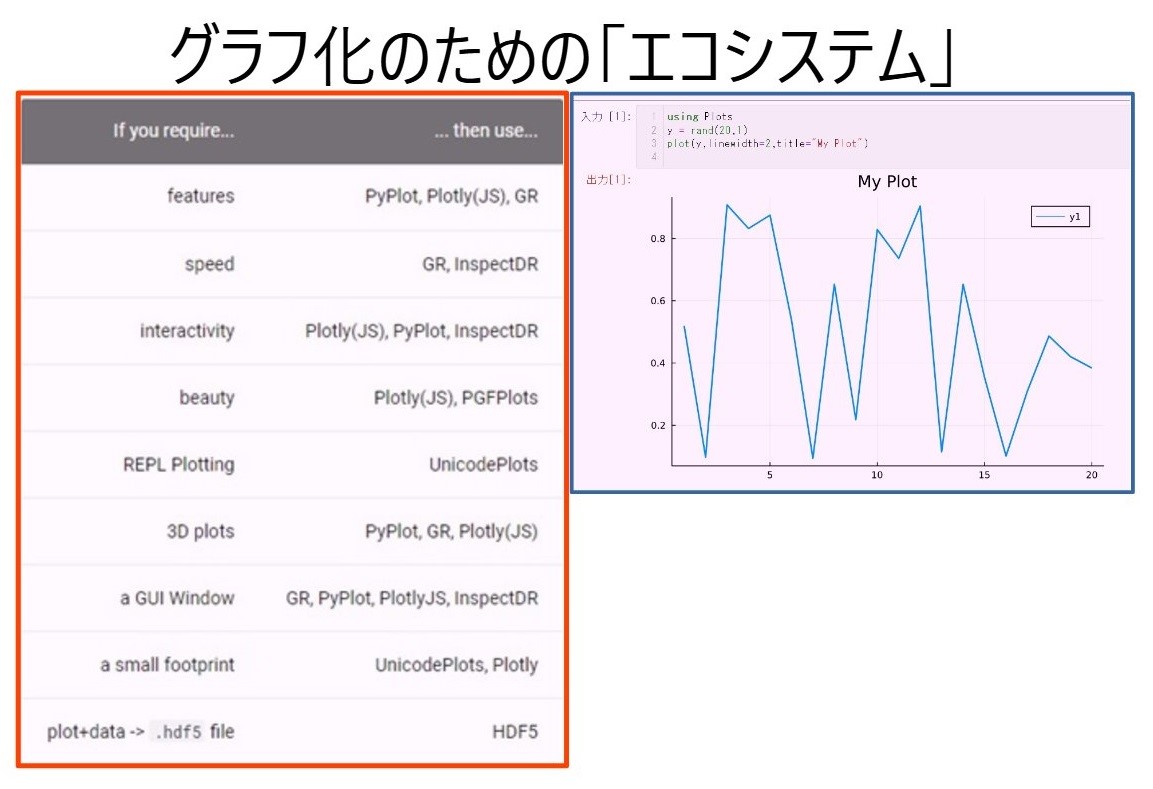 グラフ化のための「エコシステム」
If you require... ... then use...
features PyPlot, Plotly(JS), GR
speed GR, InspectDR
interactivity Plotly(JS), PyPlot, InspectDR
beauty Plotly(JS), PGFPlots
REPL Plotting UnicodePlots
3D plots PyPlot, GR, Plotly(JS)
a GUI Window GR, PyPlot, PlotlyJS, InspectDR
a small footprint UnicodePlots, Plotly
plot+data -> .hdf5 file HDF5
入力 [1]:
1 using Plots
2 y = rand(20,1)
3 plot(y,linewidth=2,title="My Plot")
4
出力[1]:
My Plot
y1
0.8
0.6
0.4
0.2
5 10 15 20